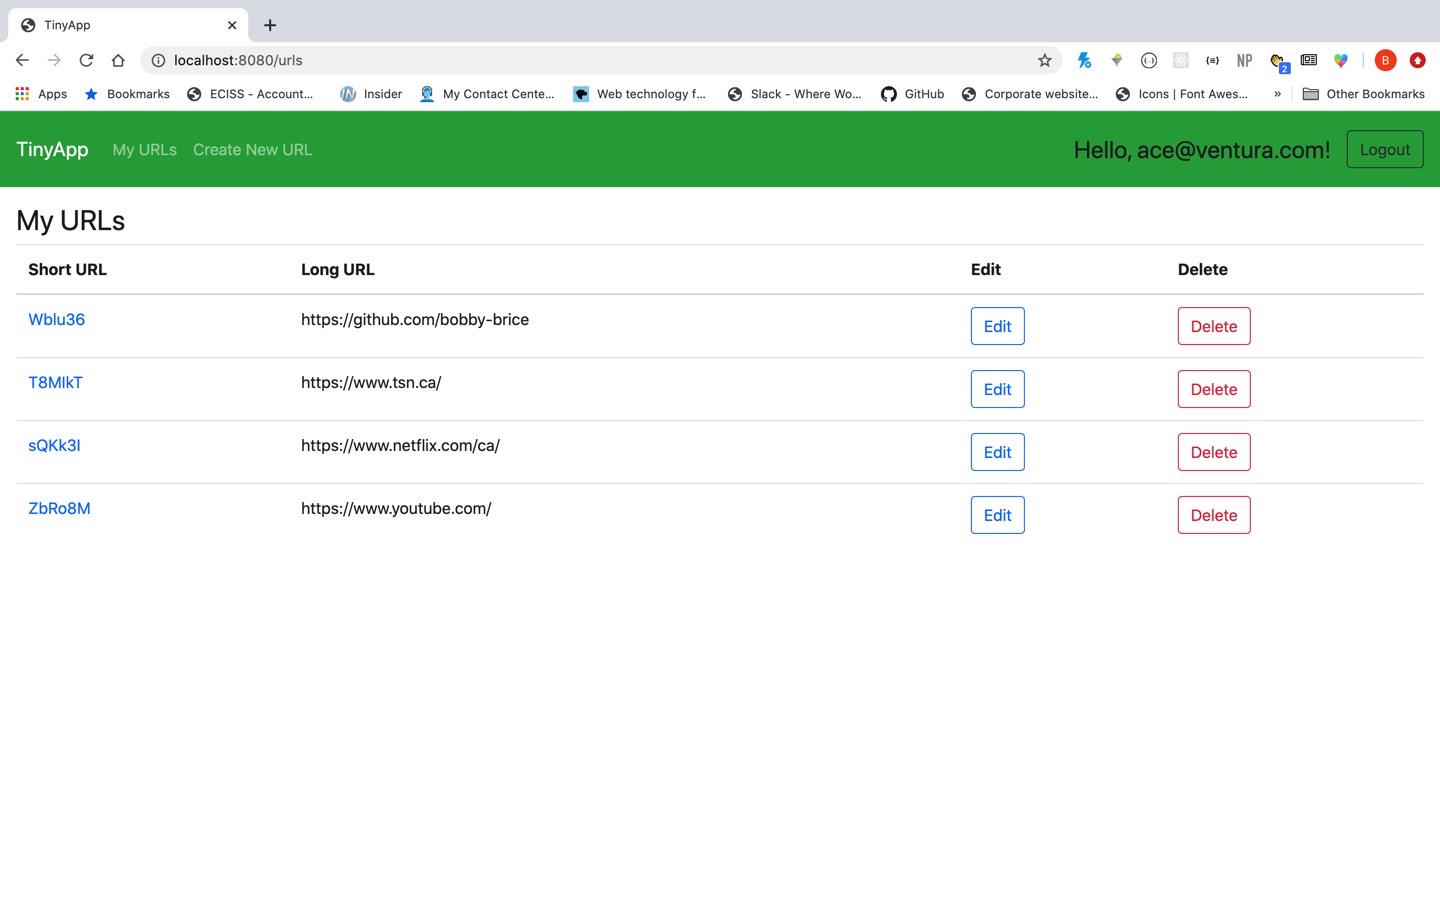 TinyApp
localhost:8080/urls
NP
2
B
Apps
Bookmarks
ECISS - Account...
Insider
My Contact Cente...
Web technology f...
Slack - Where Wo...
GitHub
Corporate website...
Icons | Font Awes...
»
Other Bookmarks
TinyApp My URLs Create New URL Hello, ace@ventura.com! Logout
My URLs
Short URL Long URL Edit Delete
Wblu36 https://github.com/bobby-brice Edit Delete
T8MlkT https://www.tsn.ca/ Edit Delete
sQKk3I https://www.netflix.com/ca/ Edit Delete
ZbRo8M https://www.youtube.com/ Edit Delete